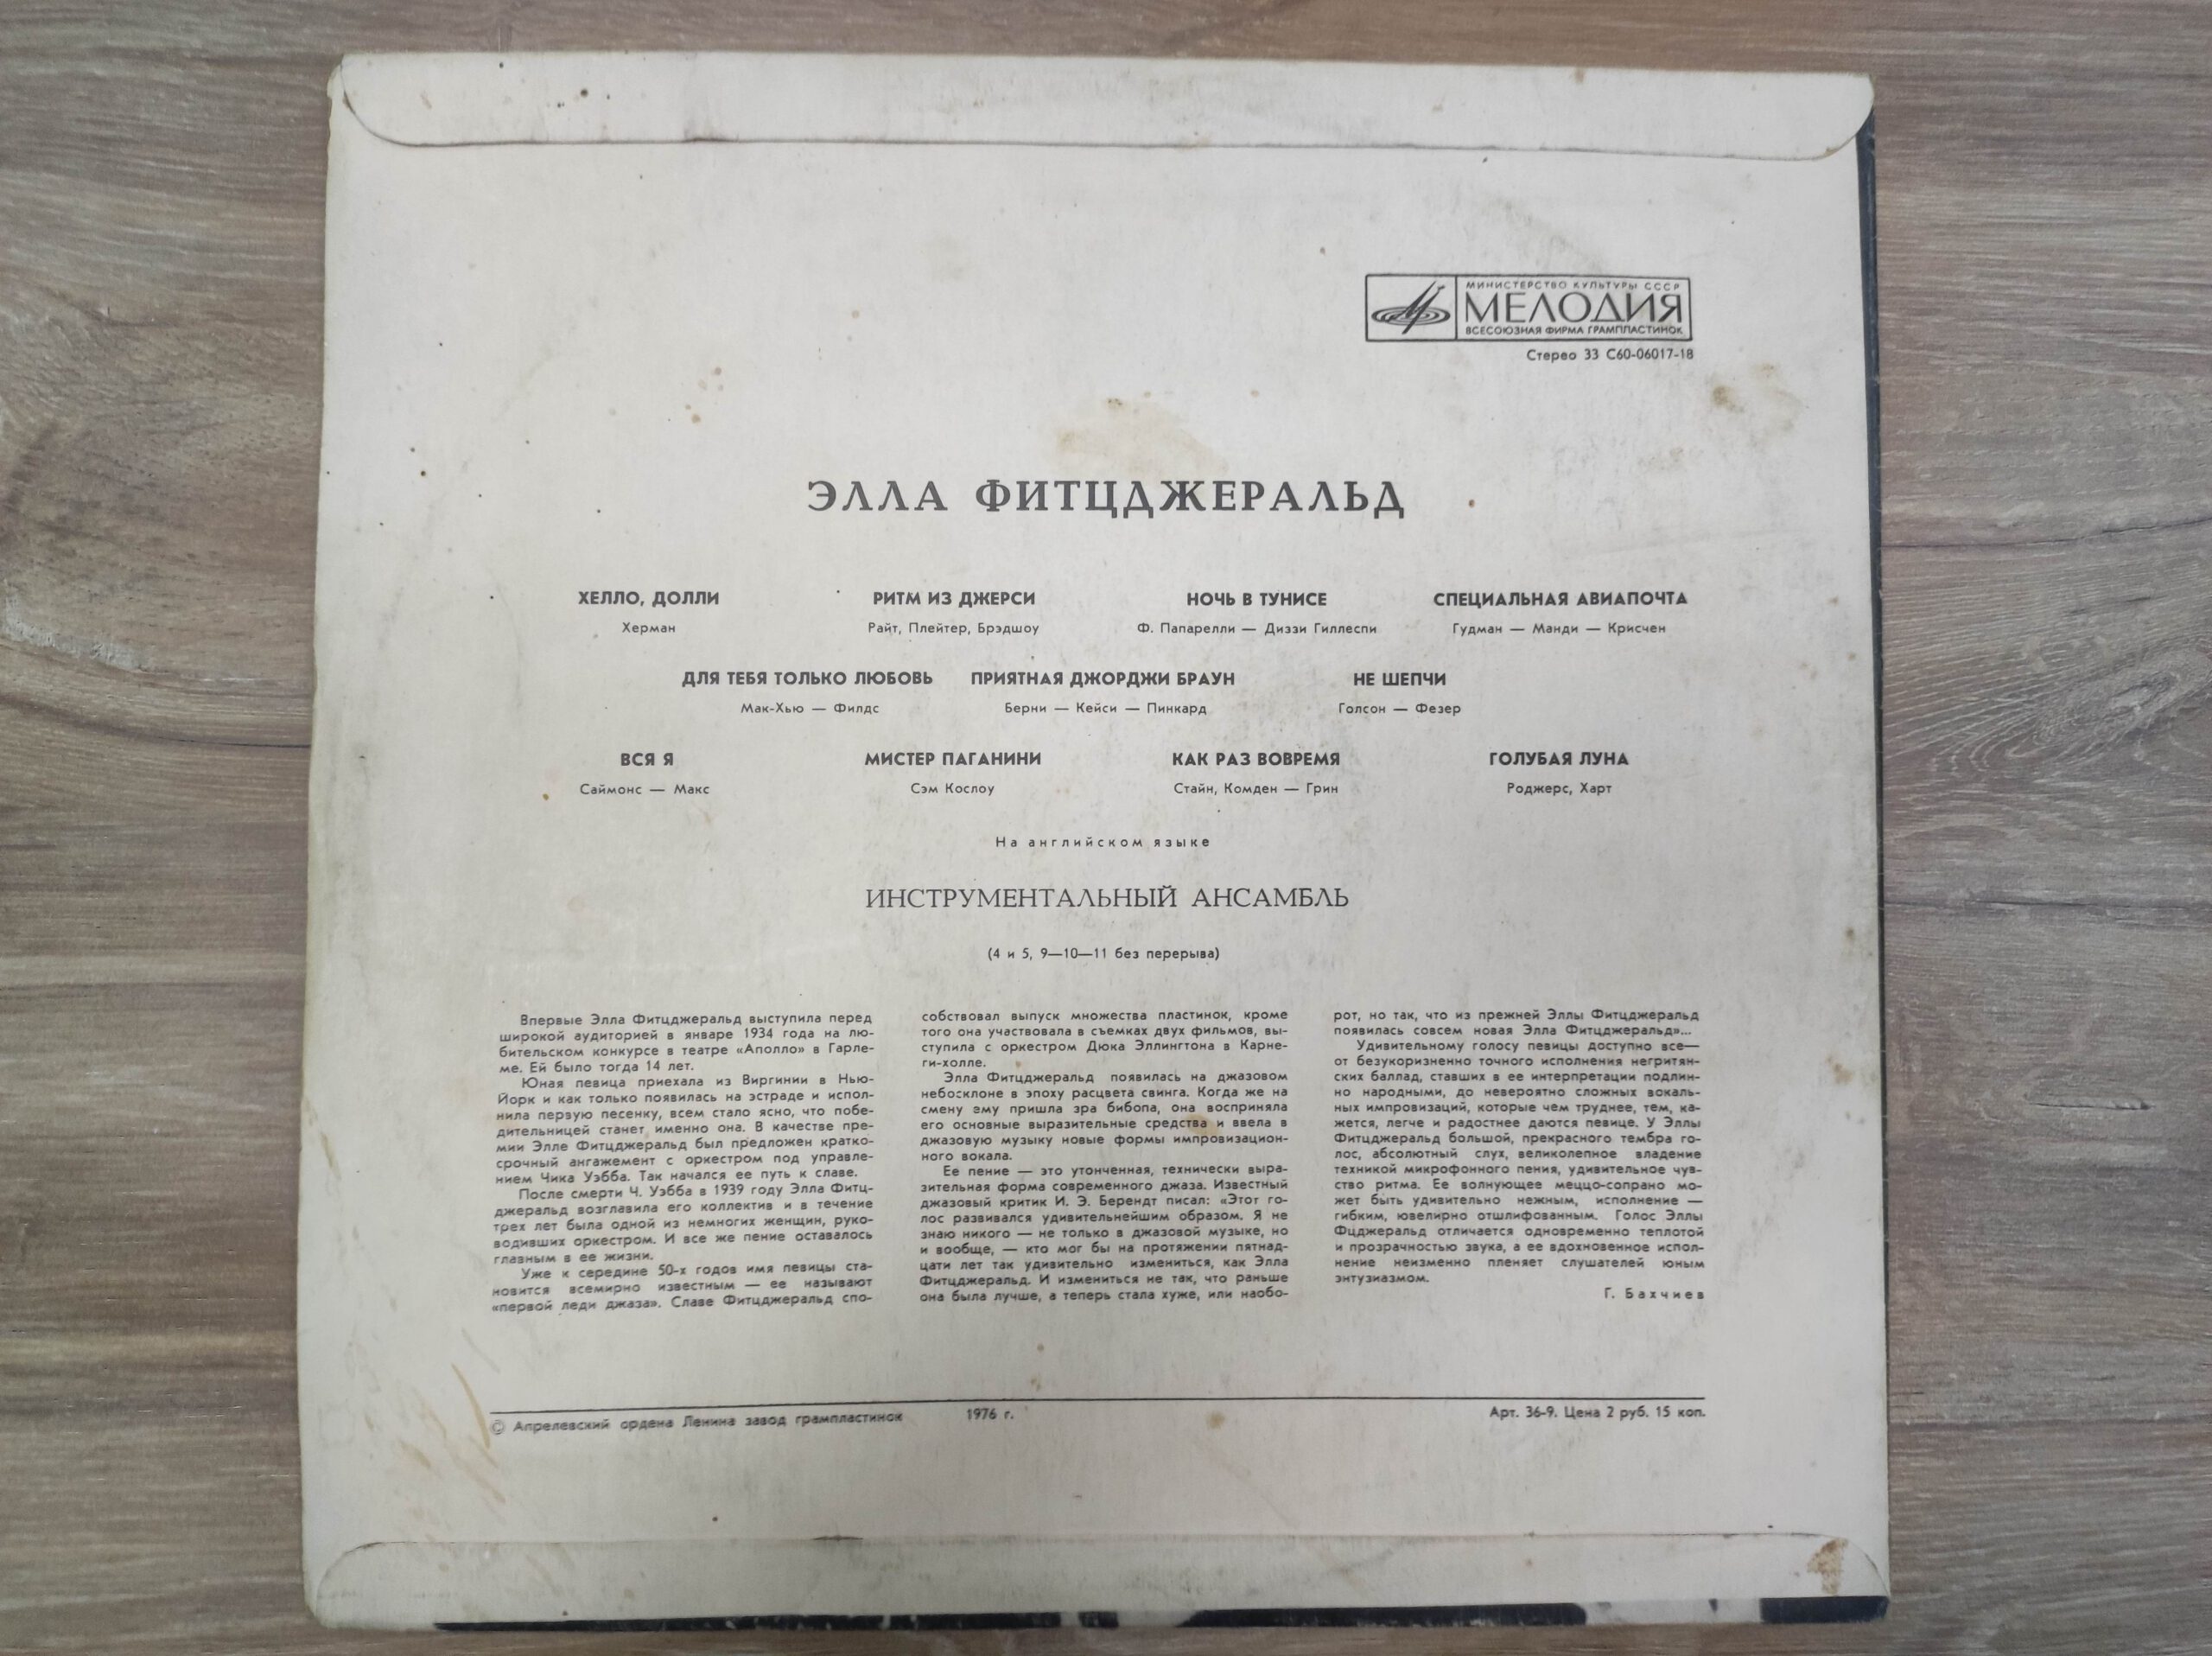 МИНИСТЕРСТВО КУЛЬТУРЫ СССР
МЕЛОДИЯ
ВСЕСОЮЗНАЯ ФИРМА ГРАМПЛАСТИНОК
Стерео 33 С60-06017-18
ЭЛЛА ФИТЦДЖЕРАЛЬД
ХЕЛЛО, ДОЛЛИ РИТМ ИЗ ДЖЕРСИ НОЧЬ В ТУНИСЕ СПЕЦИАЛЬНАЯ АВИАПОЧТА
Херман Райт, Плейтер, Брэдшоу Ф. Папарелли — Диззи Гиллеспи Гудман — Манди — Крисчен
ДЛЯ ТЕБЯ ТОЛЬКО ЛЮБОВЬ ПРИЯТНАЯ ДЖОРДЖИ БРАУН НЕ ШЕПЧИ
Мак-Хью — Филдс Берни — Кейси — Пинкард Голсон — Фезер
ВСЯ Я МИСТЕР ПАГАНИНИ КАК РАЗ ВОВРЕМЯ ГОЛУБАЯ ЛУНА
Саймонс — Макс Сэм Кослоу Стайн, Комден — Грин Роджерс, Харт
На английском языке
ИНСТРУМЕНТАЛЬНЫЙ АНСАМБЛЬ
(4 и 5, 9—10—11 без перерыва)
Впервые Элла Фитцджеральд выступила перед
широкой аудиторией в январе 1934 года на лю-
бительском конкурсе в театре «Аполло» в Гарле-
ме. Ей было тогда 14 лет.
Юная певица приехала из Виргинии в Нью-
Йорк и как только появилась на эстраде и испол-
нила первую песенку, всем стало ясно, что побе-
дительницей станет именно она. В качестве пре-
мии Элле Фитцджеральд был предложен кратко-
срочный ангажемент с оркестром под управле-
нием Чика Уэбба. Так начался ее путь к славе.
После смерти Ч. Уэбба в 1939 году Элла Фитц-
джеральд возглавила его коллектив и в течение
трех лет была одной из немногих женщин, руко-
водивших оркестром. И все же пение оставалось
главным в ее жизни.
Уже к середине 50-х годов имя певицы ста-
новится всемирно известным — ее называют
«первой леди джаза». Славе Фитцджеральд спо-
собствовал выпуск множества пластинок, кроме
того она участвовала в съемках двух фильмов, вы-
ступила с оркестром Дюка Эллингтона в Карне-
ги-холле.
Элла Фитцджеральд появилась на джазовом
небосклоне в эпоху расцвета свинга. Когда же на
смену ему пришла эра бибопа, она восприняла
его основные выразительные средства и ввела в
джазовую музыку новые формы импровизацион-
ного вокала.
Ее пение — это утонченная, технически выра-
зительная форма современного джаза. Известный
джазовый критик И. Э. Берендт писал: «Этот го-
лос развивался удивительнейшим образом. Я не
знаю никого — не только в джазовой музыке, но
и вообще, — кто мог бы на протяжении пятнад-
цати лет так удивительно измениться, как Элла
Фитцджеральд. И измениться не так, что раньше
она была лучше, а теперь стала хуже, или наобо-
рот, но так, что из прежней Эллы Фитцджеральд
появилась совсем новая Элла Фитцджеральд»...
Удивительному голосу певицы доступно все—
от безукоризненно точного исполнения негритян-
ских баллад, ставших в ее интерпретации подлин-
но народными, до невероятно сложных вокаль-
ных импровизаций, которые чем труднее, тем, ка-
жется, легче и радостнее даются певице. У Эллы
Фитцджеральд большой, прекрасного тембра го-
лос, абсолютный слух, великолепное владение
техникой микрофонного пения, удивительное чув-
ство ритма. Ее волнующее меццо-сопрано мо-
жет быть удивительно нежным, исполнение —
гибким, ювелирно отшлифованным. Голос Эллы
Фцджеральд отличается одновременно теплотой
и прозрачностью звука, а ее вдохновенное испол-
нение неизменно пленяет слушателей юным
энтузиазмом.
Г. Бахчиев
© Апрелевский ордена Ленина завод грампластинок 1976 г. Арт. 36-9. Цена 2 руб. 15 коп.